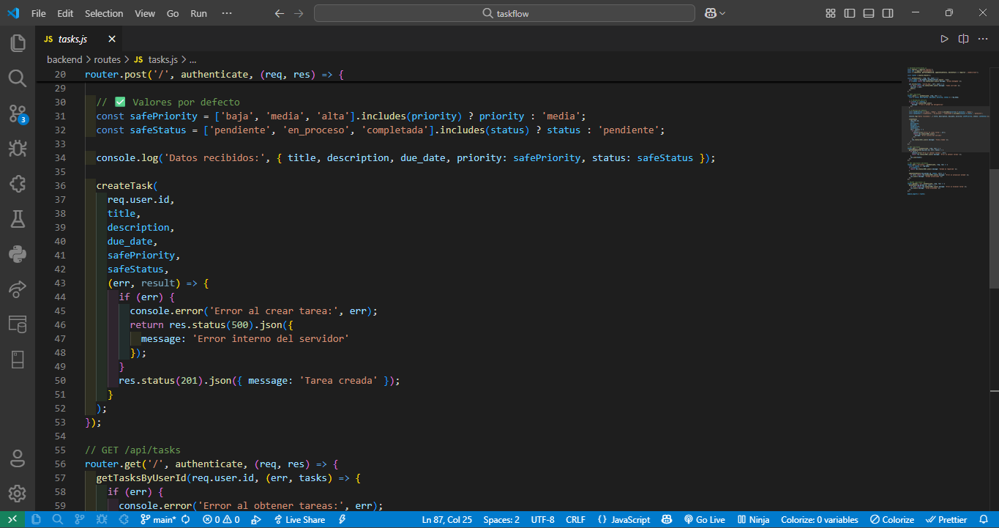 File Edit Selection View Go Run ··· taskflow
JS tasks.js
backend > routes > JS tasks.js > ...
20 router.post('/', authenticate, (req, res) => {
29
30 // ✅ Valores por defecto
31 const safePriority = ['baja', 'media', 'alta'].includes(priority) ? priority : 'media';
32 const safeStatus = ['pendiente', 'en_proceso', 'completada'].includes(status) ? status : 'pendiente';
33
34 console.log('Datos recibidos:', { title, description, due_date, priority: safePriority, status: safeStatus });
35
36 createTask(
37 req.user.id,
38 title,
39 description,
40 due_date,
41 safePriority,
42 safeStatus,
43 (err, result) => {
44 if (err) {
45 console.error('Error al crear tarea:', err);
46 return res.status(500).json({
47 message: 'Error interno del servidor'
48 });
49 }
50 res.status(201).json({ message: 'Tarea creada' });
51 }
52 );
53 });
54
55 // GET /api/tasks
56 router.get('/', authenticate, (req, res) => {
57 getTasksByUserId(req.user.id, (err, tasks) => {
58 if (err) {
59 console.error('Error al obtener tareas:', err);
3
main* 0 0 Live Share Ln 87, Col 25 Spaces: 2 UTF-8 CRLF {} JavaScript Go Live Ninja Colorize: 0 variables Colorize Prettier